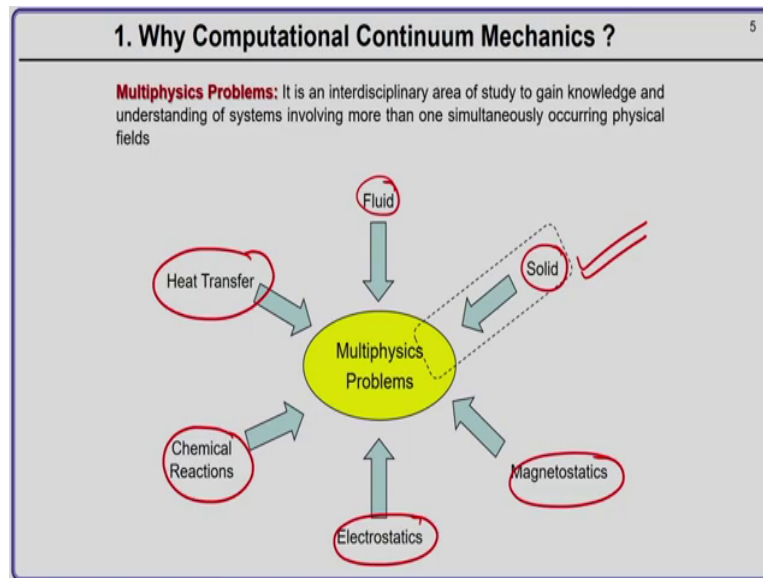 1. Why Computational Continuum Mechanics ?
5
Multiphysics Problems: It is an interdisciplinary area of study to gain knowledge and
understanding of systems involving more than one simultaneously occurring physical
fields
Fluid
Heat Transfer
Solid
Multiphysics
Problems
Chemical
Reactions
Magnetostatics
Electrostatics